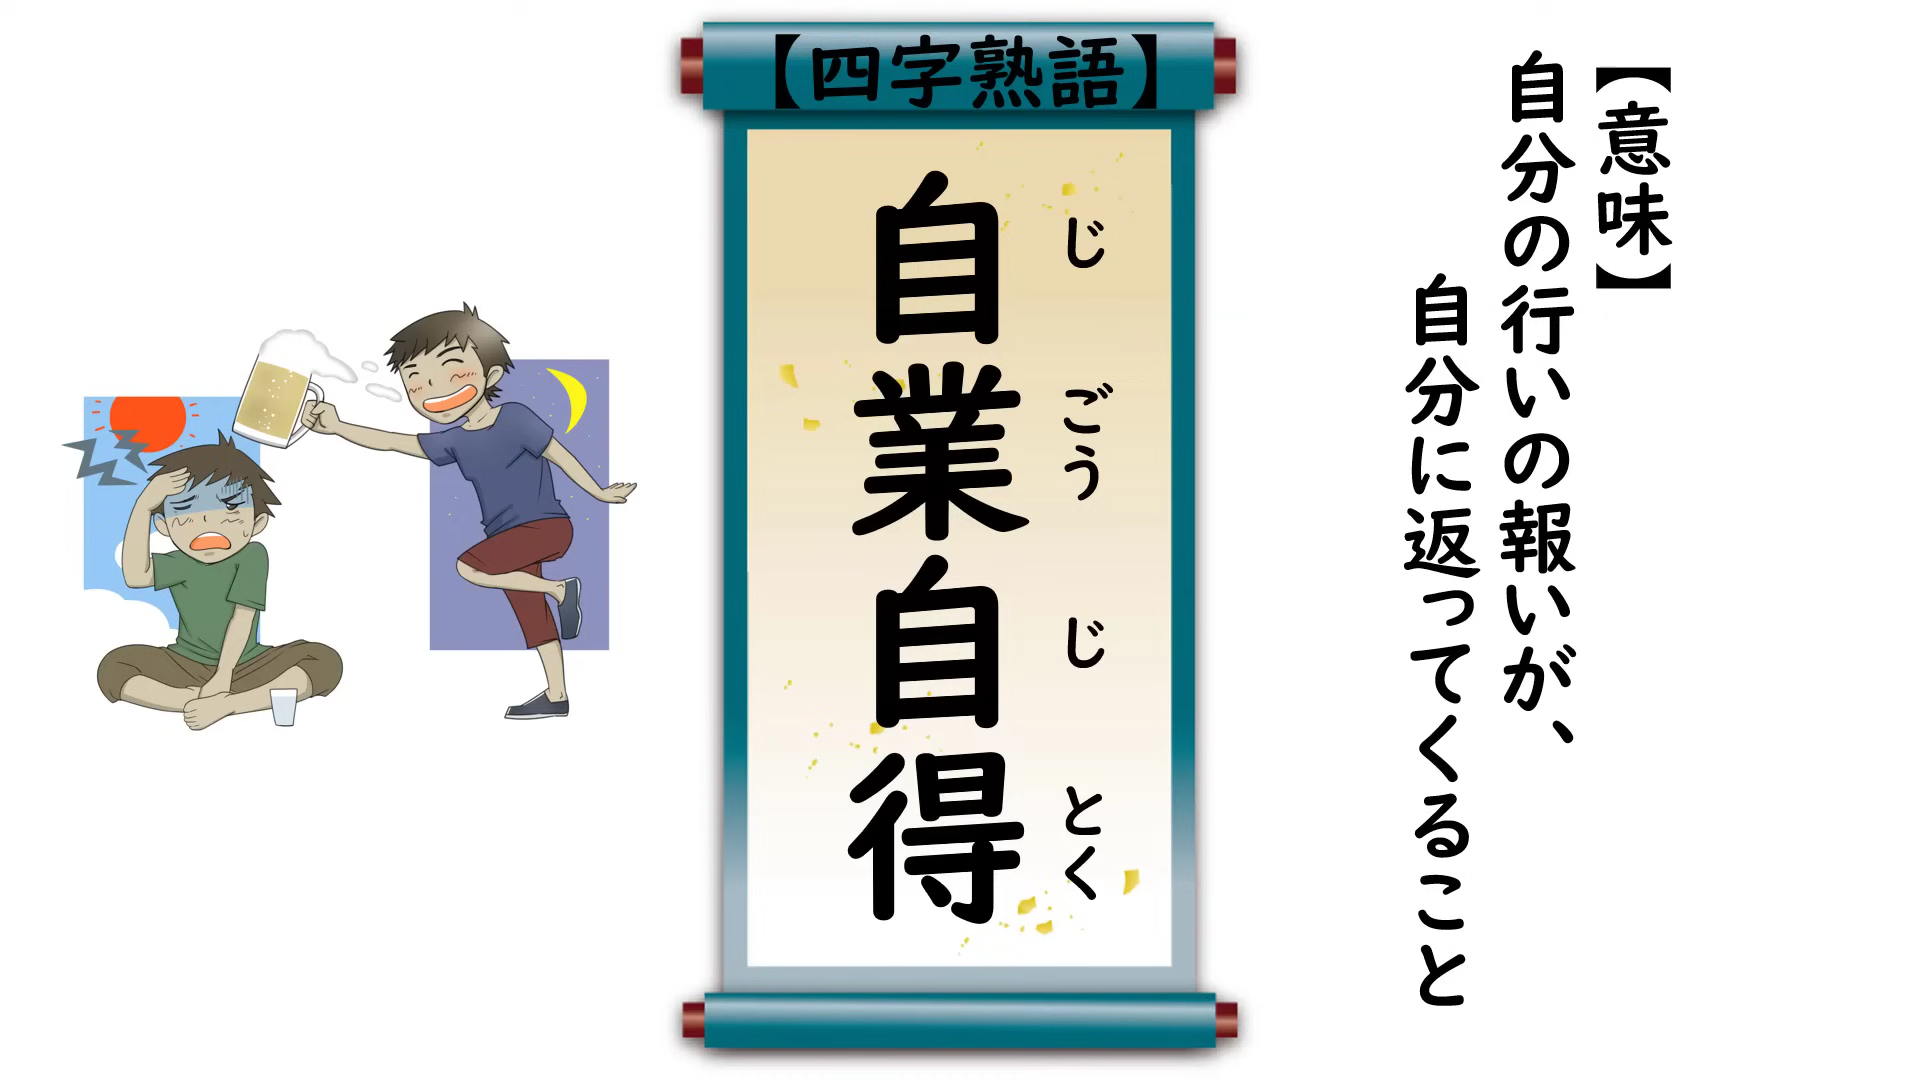 【四字熟語】
自業自得
じ ごう じ とく
【意味】
自分の行いの報いが、
自分に返ってくること